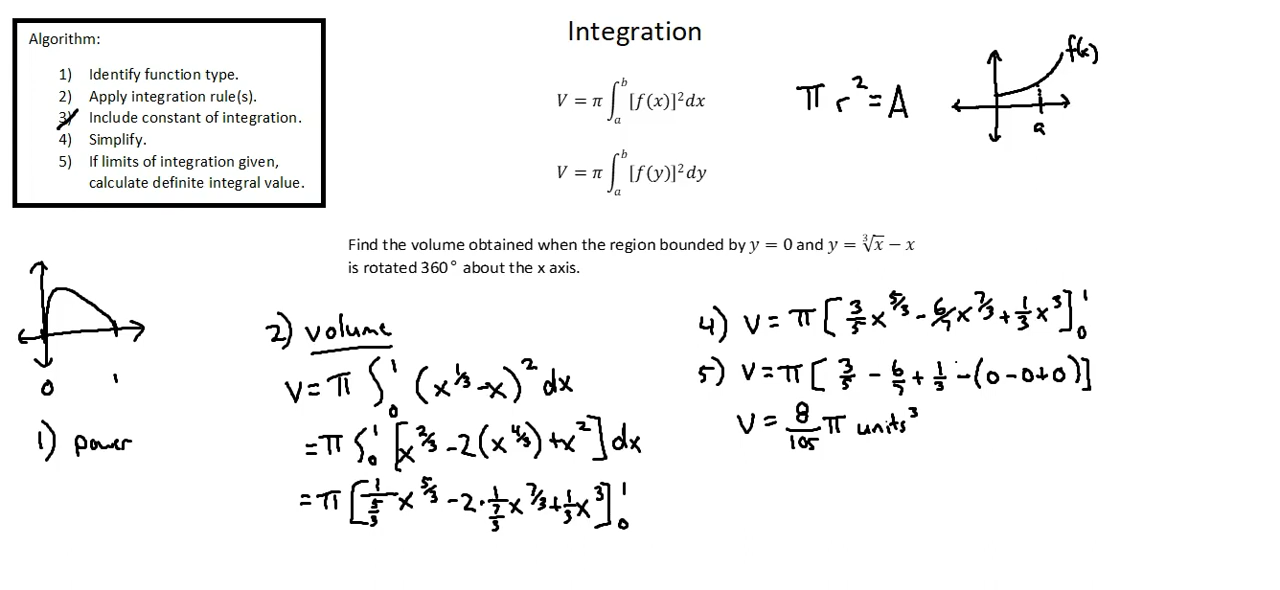 Integration
Algorithm:
1) Identify function type.
2) Apply integration rule(s).
3) Include constant of integration.
4) Simplify.
5) If limits of integration given,
calculate definite integral value.
V = π ∫_a^b [f(x)]² dx
V = π ∫_a^b [f(y)]² dy
π r² = A
f(x)
a
Find the volume obtained when the region bounded by y = 0 and y = ∛x − x
is rotated 360° about the x axis.
0 1
1) power
2) volume
V = π ∫_0^1 (x^{1/3} − x)² dx
= π ∫_0^1 [x^{2/3} − 2(x^{4/3}) + x²] dx
= π [1/(5/3) x^{5/3} − 2·1/(7/3) x^{7/3} + 1/3 x³]_0^1
4) V = π [3/5 x^{5/3} − 6/7 x^{7/3} + 1/3 x³]_0^1
5) V = π [3/5 − 6/7 + 1/3 − (0 − 0 + 0)]
V = 8/105 π units³